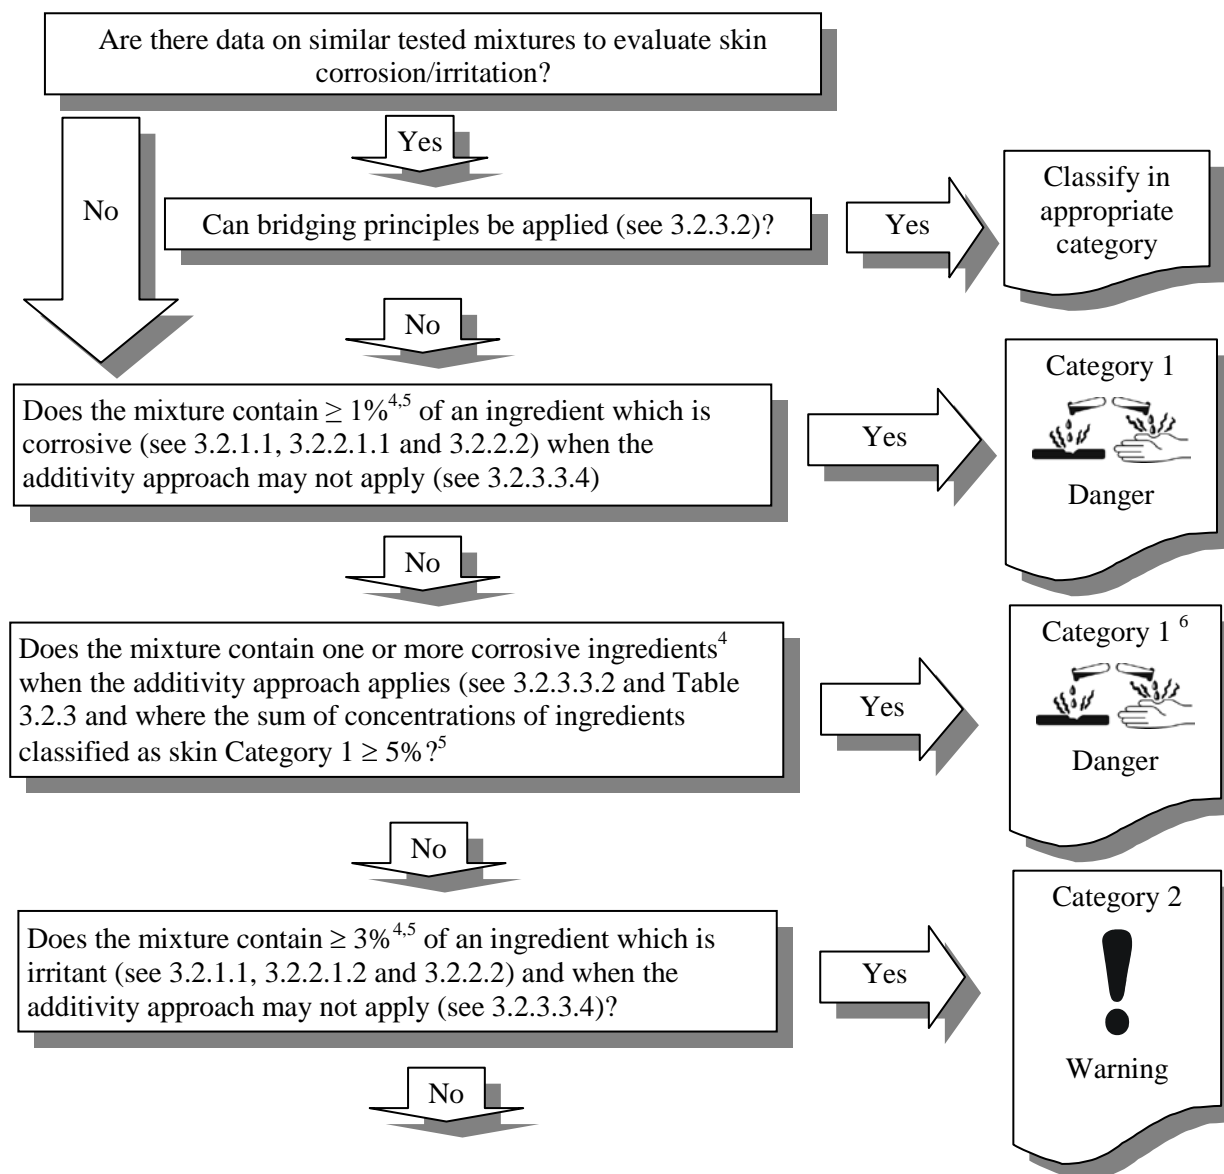 Are there data on similar tested mixtures to evaluate skin
corrosion/irritation?
Yes
No
Can bridging principles be applied (see 3.2.3.2)?
Yes
Classify in
appropriate
category
No
Does the mixture contain ≥ 1%⁴,⁵ of an ingredient which is
corrosive (see 3.2.1.1, 3.2.2.1.1 and 3.2.2.2) when the
additivity approach may not apply (see 3.2.3.3.4)
Yes
Category 1
Danger
No
Does the mixture contain one or more corrosive ingredients⁴
when the additivity approach applies (see 3.2.3.3.2 and Table
3.2.3 and where the sum of concentrations of ingredients
classified as skin Category 1 ≥ 5%?⁵
Yes
Category 1 ⁶
Danger
No
Does the mixture contain ≥ 3%⁴,⁵ of an ingredient which is
irritant (see 3.2.1.1, 3.2.2.1.2 and 3.2.2.2) and when the
additivity approach may not apply (see 3.2.3.3.4)?
Yes
Category 2
Warning
No